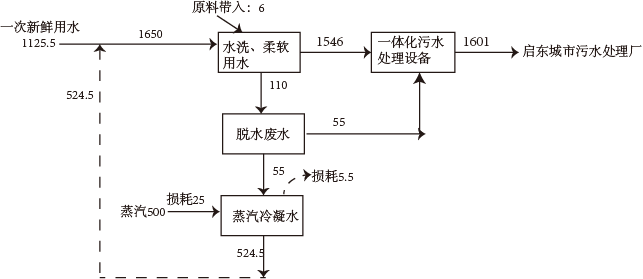 原料带入：6
一次新鲜用水
1125.5
1650
水洗、柔软
用水
1546
一体化污水
处理设备
1601
启东城市污水处理厂
524.5
110
脱水废水
55
55
损耗5.5
损耗25
蒸汽500
蒸汽冷凝水
524.5